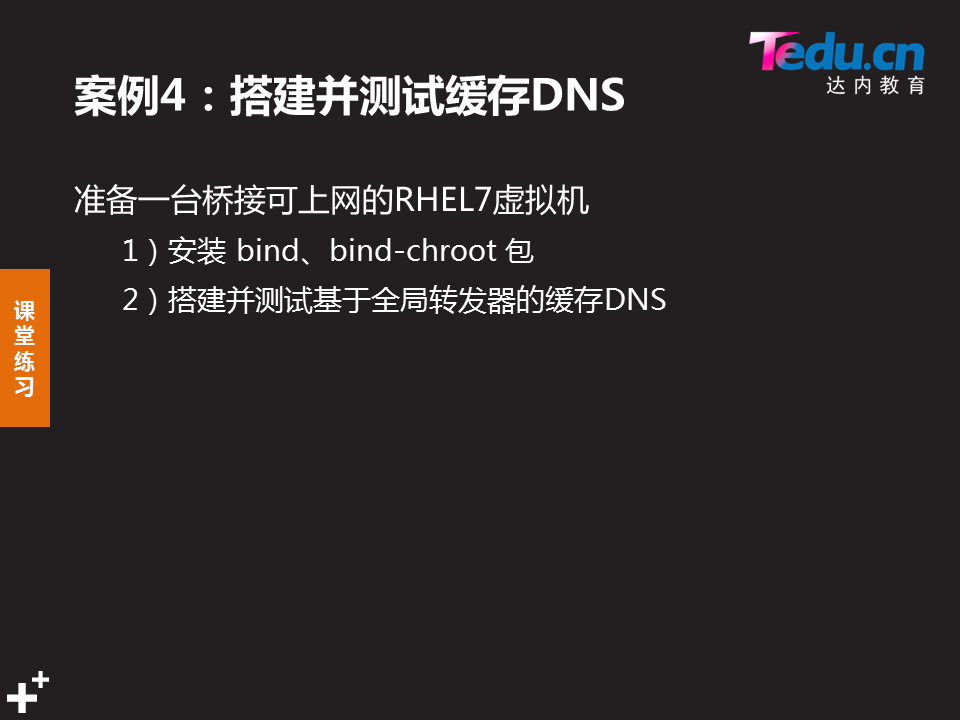 Tedu.cn
达内教育
案例4：搭建并测试缓存DNS
准备一台桥接可上网的RHEL7虚拟机
1）安装 bind、bind-chroot 包
2）搭建并测试基于全局转发器的缓存DNS
课
堂
练
习